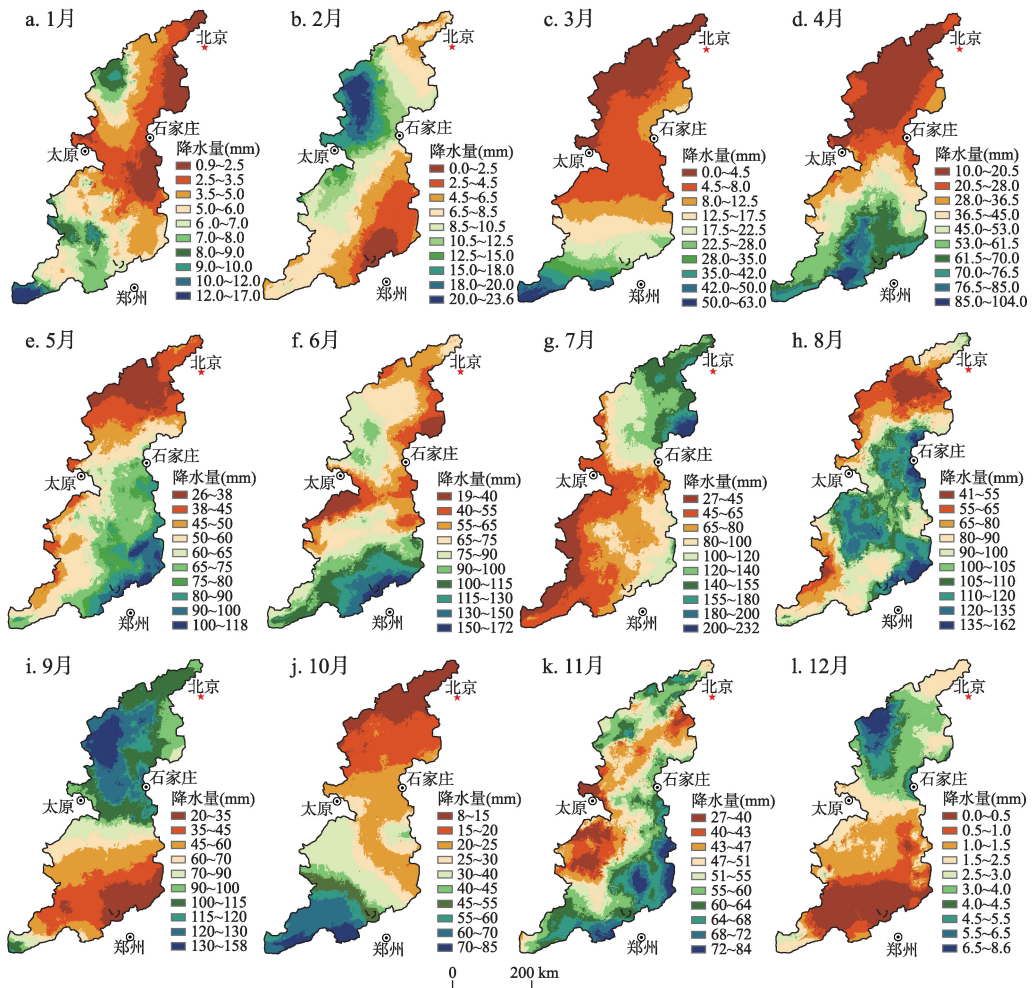 a. 1月
北京
石家庄
太原
降水量(mm)
0.9~2.5
2.5~3.5
3.5~5.0
5.0~6.0
6.0~7.0
7.0~8.0
8.0~9.0
9.0~10.0
10.0~12.0
12.0~17.0
郑州
b. 2月
北京
石家庄
太原
降水量(mm)
0.0~2.5
2.5~4.5
4.5~6.5
6.5~8.5
8.5~10.5
10.5~12.5
12.5~15.0
15.0~18.0
18.0~20.0
20.0~23.6
郑州
c. 3月
北京
石家庄
太原
降水量(mm)
0.0~4.5
4.5~8.0
8.0~12.5
12.5~17.5
17.5~22.5
22.5~28.0
28.0~35.0
35.0~42.0
42.0~50.0
50.0~63.0
郑州
d. 4月
北京
石家庄
太原
降水量(mm)
10.0~20.5
20.5~28.0
28.0~36.5
36.5~45.0
45.0~53.0
53.0~61.5
61.5~70.0
70.0~76.5
76.5~85.0
85.0~104.0
郑州
e. 5月
北京
石家庄
太原
降水量(mm)
26~38
38~45
45~50
50~60
60~65
65~75
75~80
80~90
90~100
100~118
郑州
f. 6月
北京
石家庄
太原
降水量(mm)
19~40
40~55
55~65
65~75
75~90
90~100
100~115
115~130
130~150
150~172
郑州
g. 7月
北京
石家庄
太原
降水量(mm)
27~45
45~65
65~80
80~100
100~120
120~140
140~155
155~180
180~200
200~232
郑州
h. 8月
北京
石家庄
太原
降水量(mm)
41~55
55~65
65~80
80~90
90~100
100~105
105~110
110~120
120~135
135~162
郑州
i. 9月
北京
石家庄
太原
降水量(mm)
20~35
35~45
45~60
60~70
70~90
90~100
100~115
115~120
120~130
130~158
郑州
j. 10月
北京
石家庄
太原
降水量(mm)
8~15
15~20
20~25
25~30
30~40
40~45
45~55
55~60
60~70
70~85
郑州
k. 11月
北京
石家庄
太原
降水量(mm)
27~40
40~43
43~47
47~51
51~55
55~60
60~64
64~68
68~72
72~84
郑州
l. 12月
北京
石家庄
太原
降水量(mm)
0.0~0.5
0.5~1.0
1.0~1.5
1.5~2.5
2.5~3.0
3.0~4.0
4.0~4.5
4.5~5.5
5.5~6.5
6.5~8.6
郑州
0 200 km